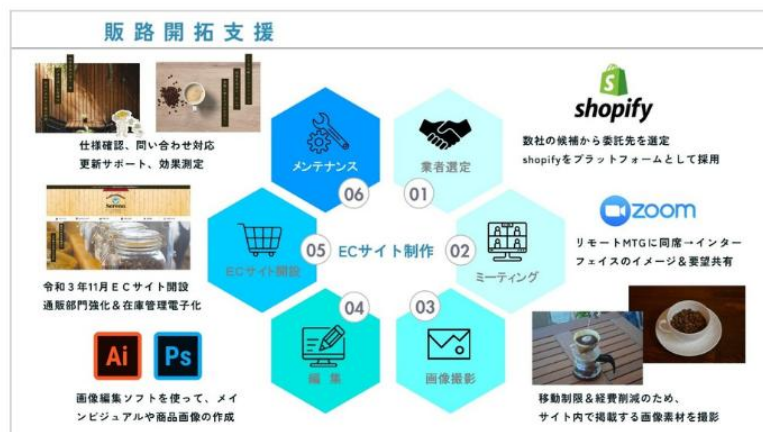 販路開拓支援
仕様確認、問い合わせ対応
更新サポート、効果測定
メンテナンス
06
業者選定
01
shopify
数社の候補から委託先を選定
shopifyをプラットフォームとして採用
令和３年11月ＥＣサイト開設
通販部門強化＆在庫管理電子化
ECサイト開設
05
ECサイト制作
02
ミーティング
zoom
リモートMTGに同席→インター
フェイスのイメージ＆要望共有
Ai
Ps
画像編集ソフトを使って、メイ
ンビジュアルや商品画像の作成
04
編 集
03
画像撮影
移動制限＆経費削減のため、
サイト内で掲載する画像素材を撮影